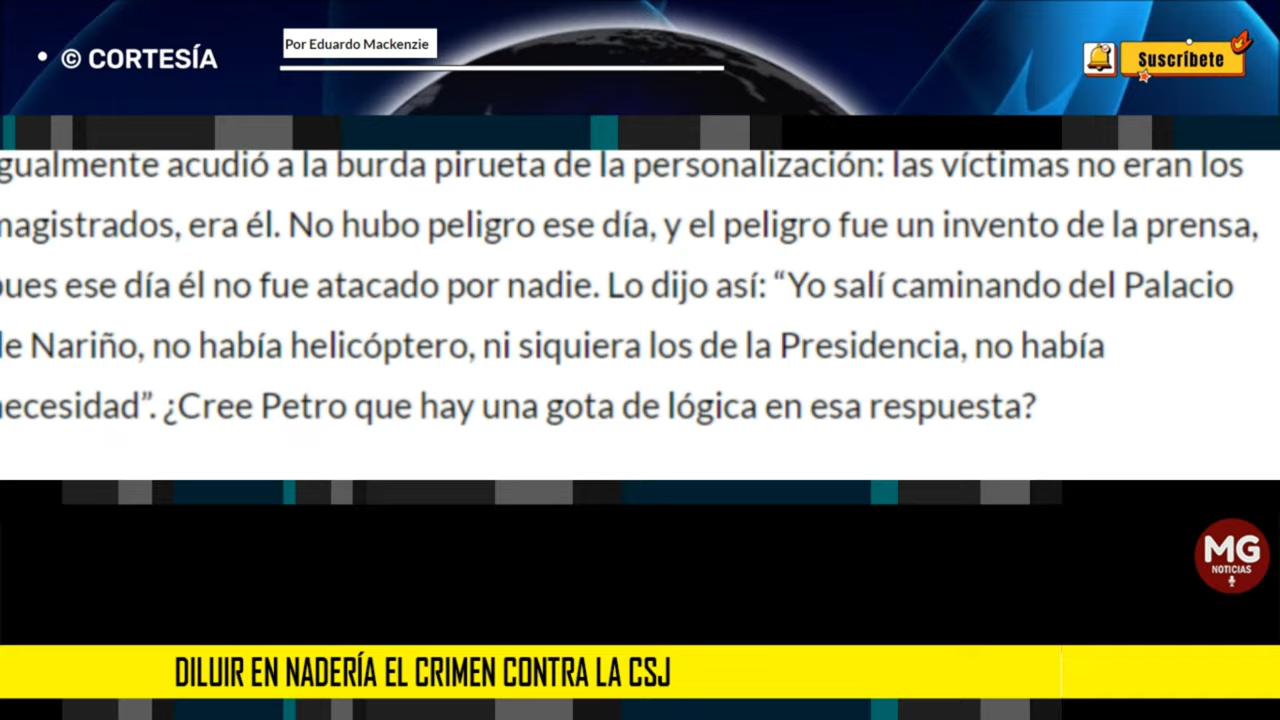 • © CORTESÍA
Por Eduardo Mackenzie
Suscríbete
gualmente acudió a la burda pirueta de la personalización: las víctimas no eran los
magistrados, era él. No hubo peligro ese día, y el peligro fue un invento de la prensa,
pues ese día él no fue atacado por nadie. Lo dijo así: “Yo salí caminando del Palacio
de Nariño, no había helicóptero, ni siquiera los de la Presidencia, no había
necesidad”. ¿Cree Petro que hay una gota de lógica en esa respuesta?
MG
NOTICIAS
DILUIR EN NADERÍA EL CRIMEN CONTRA LA CSJ